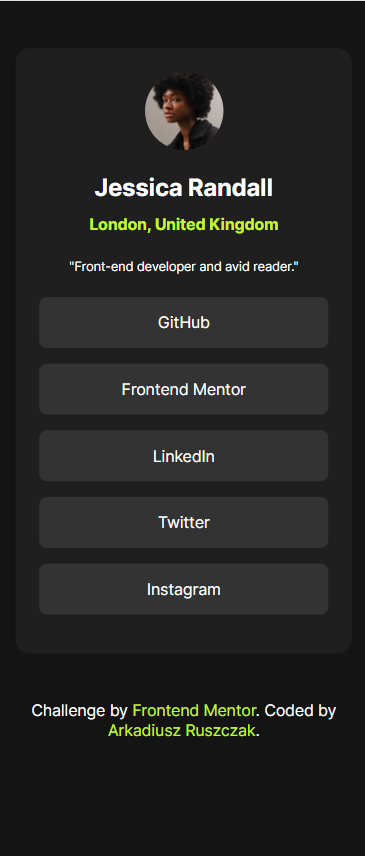 Jessica Randall
London, United Kingdom
"Front-end developer and avid reader."
GitHub
Frontend Mentor
LinkedIn
Twitter
Instagram
Challenge by Frontend Mentor. Coded by
Arkadiusz Ruszczak.